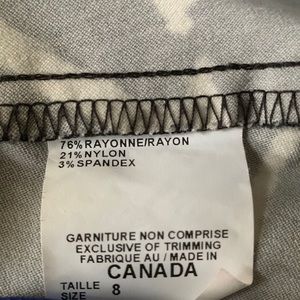 76%RAYONNE/RAYON
21%NYLON
3%SPANDEX
GARNITURE NON COMPRISE
EXCLUSIVE OF TRIMMING
FABRIQUE AU / MADE IN
CANADA
TAILLE
SIZE 8